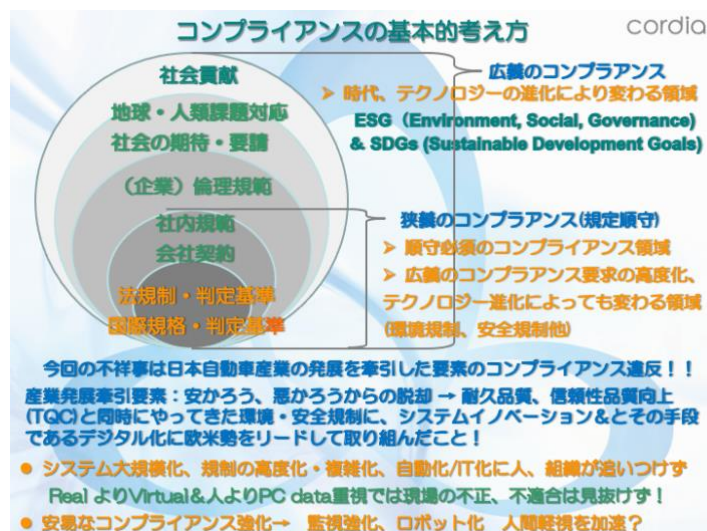 コンプライアンスの基本的考え方
cordia
社会貢献
地球・人類課題対応
社会の期待・要請
（企業）倫理規範
社内規範
会社契約
法規制・判定基準
国際規格・判定基準
広義のコンプラアンス
➢ 時代、テクノロジーの進化により変わる領域
ESG（Environment, Social, Governance)
& SDGs (Sustainable Development Goals)
狭義のコンプラアンス(規定順守)
➢ 順守必須のコンプライアンス領域
➢ 広義のコンプアンス要求の高度化、
テクノロジー進化によっても変わる領域
(環境規制、安全規制他)
今回の不祥事は日本自動車産業の発展を牽引した要素のコンプライアンス違反！！
産業発展牽引要素：安かろう、悪かろうからの脱却 → 耐久品質、信頼性品質向上
(TQC)と同時にやってきた環境・安全規制に、システムイノベーション＆とその手段
であるデジタル化に欧米勢をリードして取り組んだこと！
● システム大規模化、規制の高度化・複雑化、自動化/IT化に人、組織が追いつけず
Real よりVirtual＆人よりPC data重視では現場の不正、不適合は見抜けず！
● 安易なコンプライアンス強化→ 監視強化、ロボット化 人間軽視を加速？